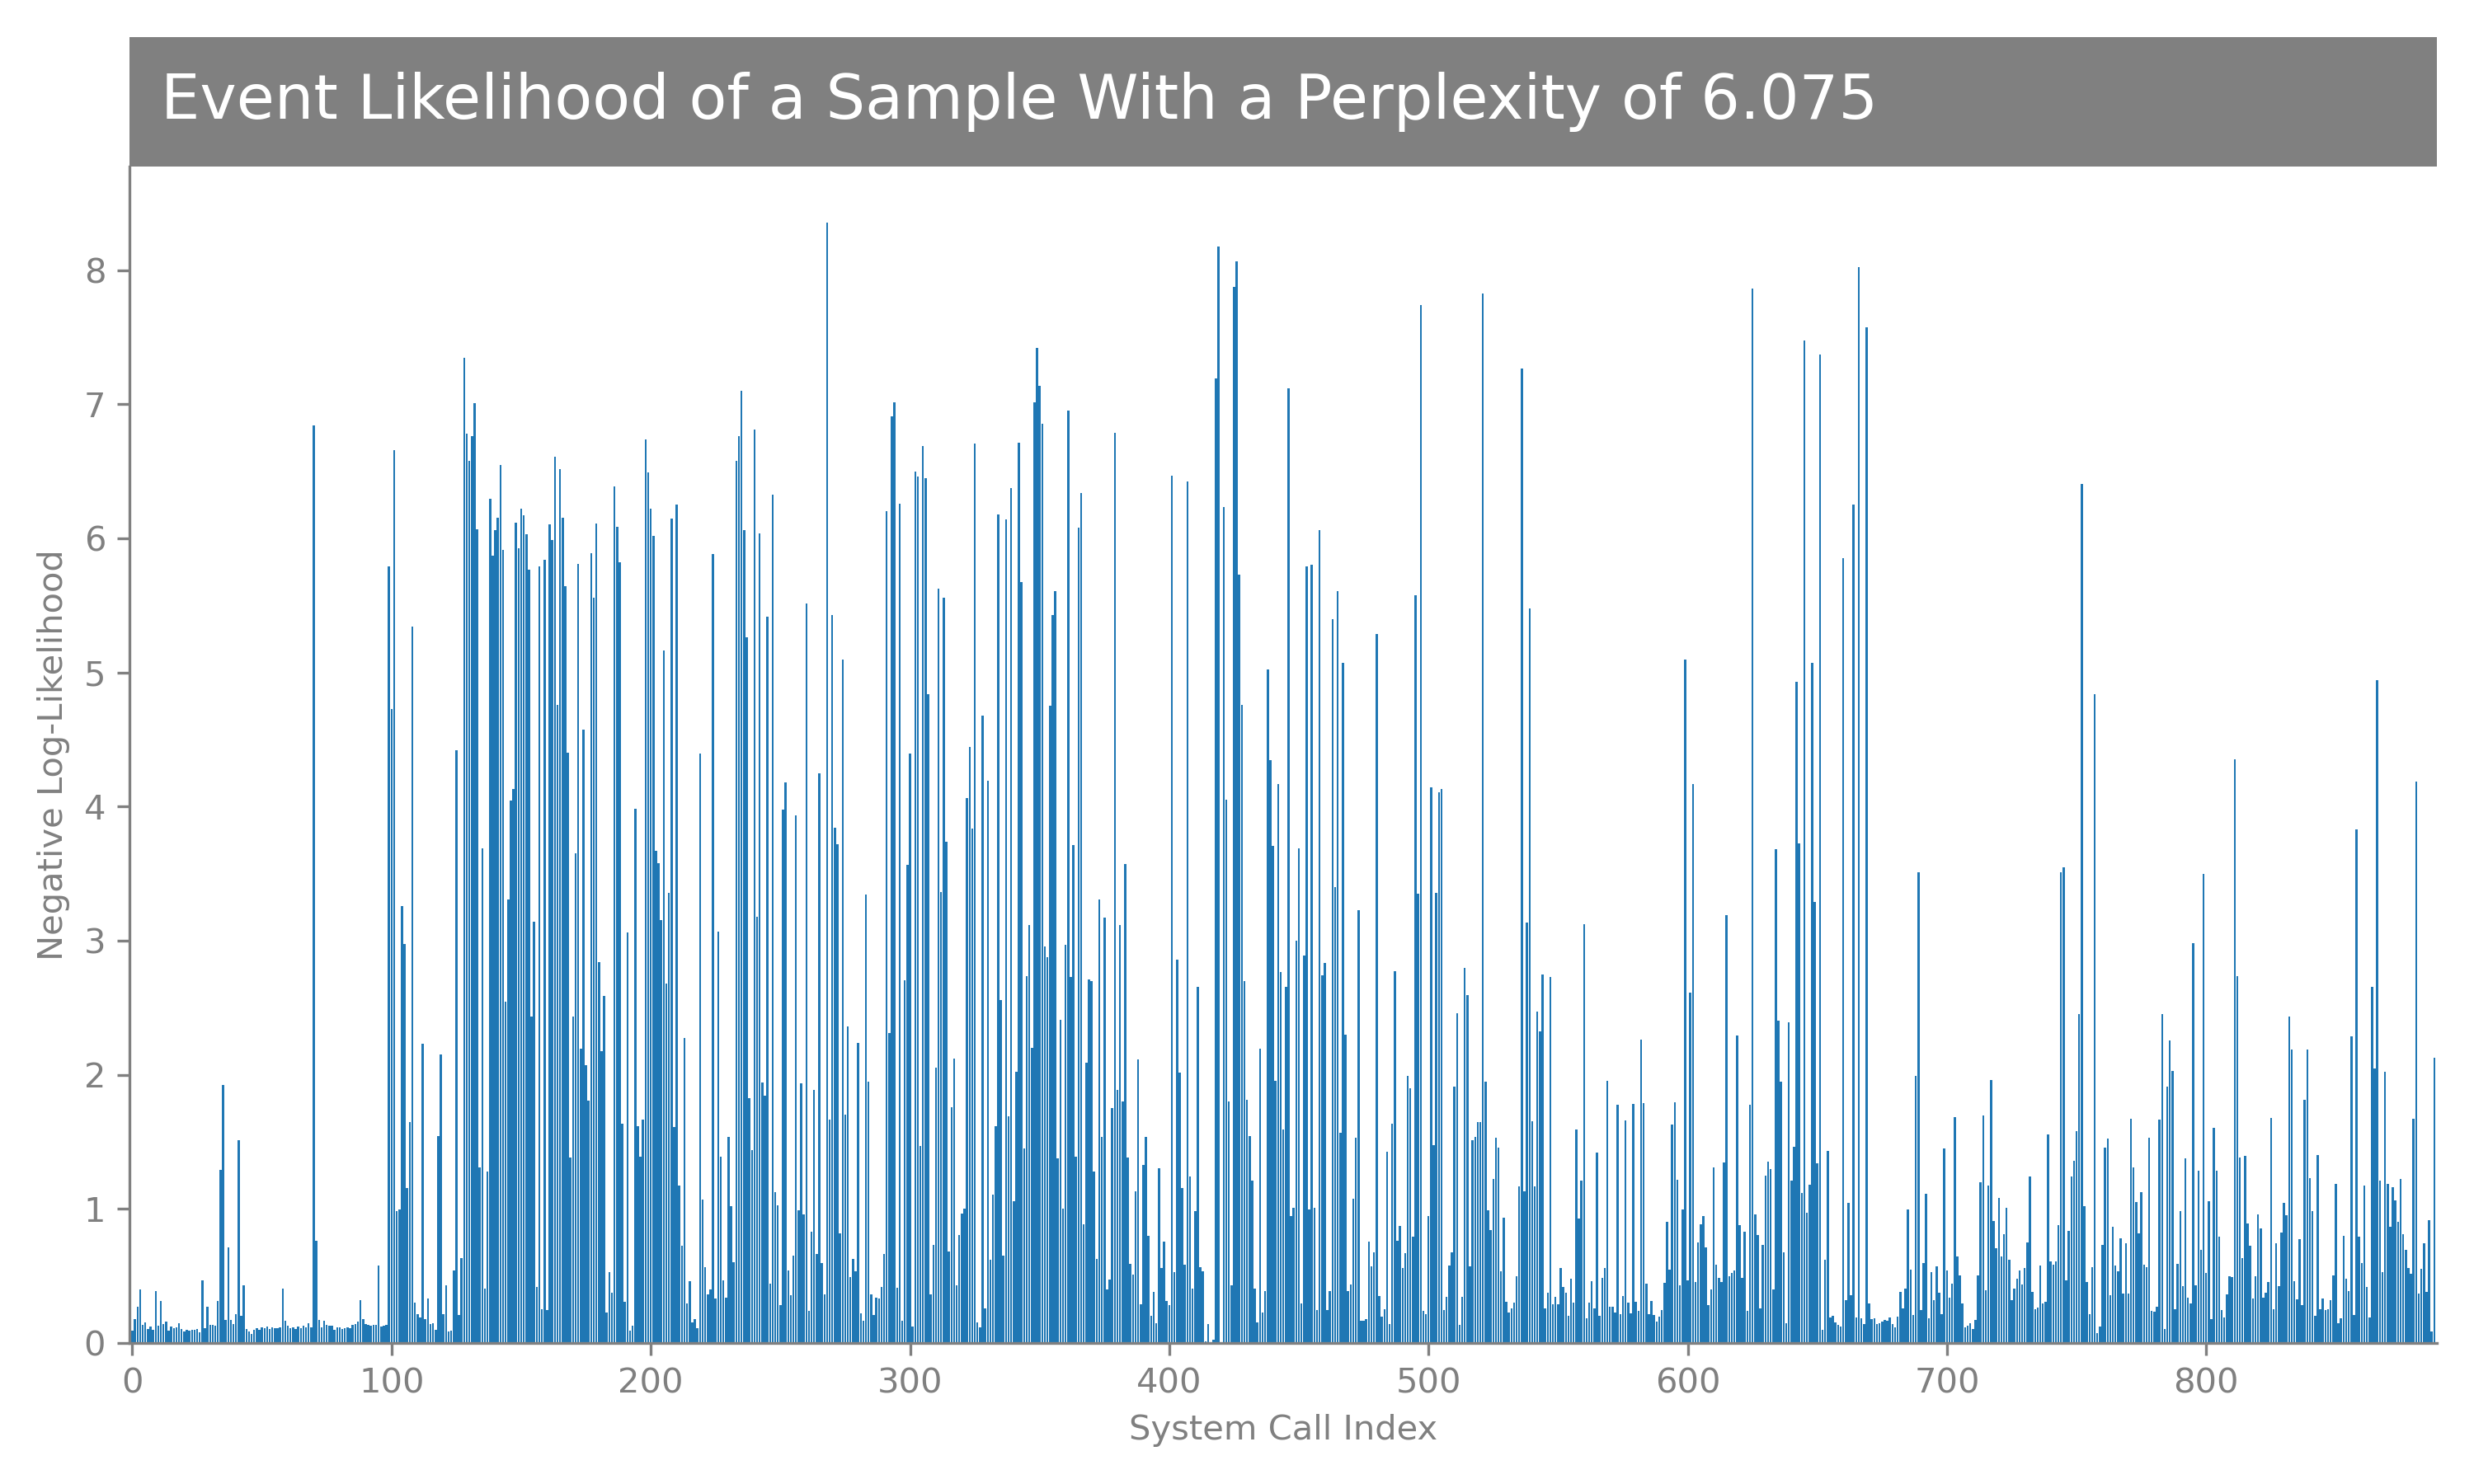 Event Likelihood of a Sample With a Perplexity of 6.075
8
7
6
5
4
3
2
1
0
Negative Log-Likelihood
0 100 200 300 400 500 600 700 800
System Call Index